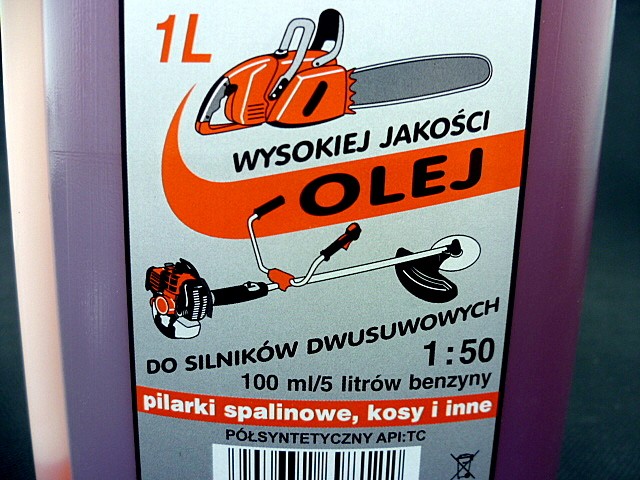 1L
WYSOKIEJ JAKOŚCI
OLEJ
DO SILNIKÓW DWUSUWOWYCH
1:50
100 ml/5 litrów benzyny
pilarki spalinowe, kosy i inne
PÓŁSYNTETYCZNY API:TC